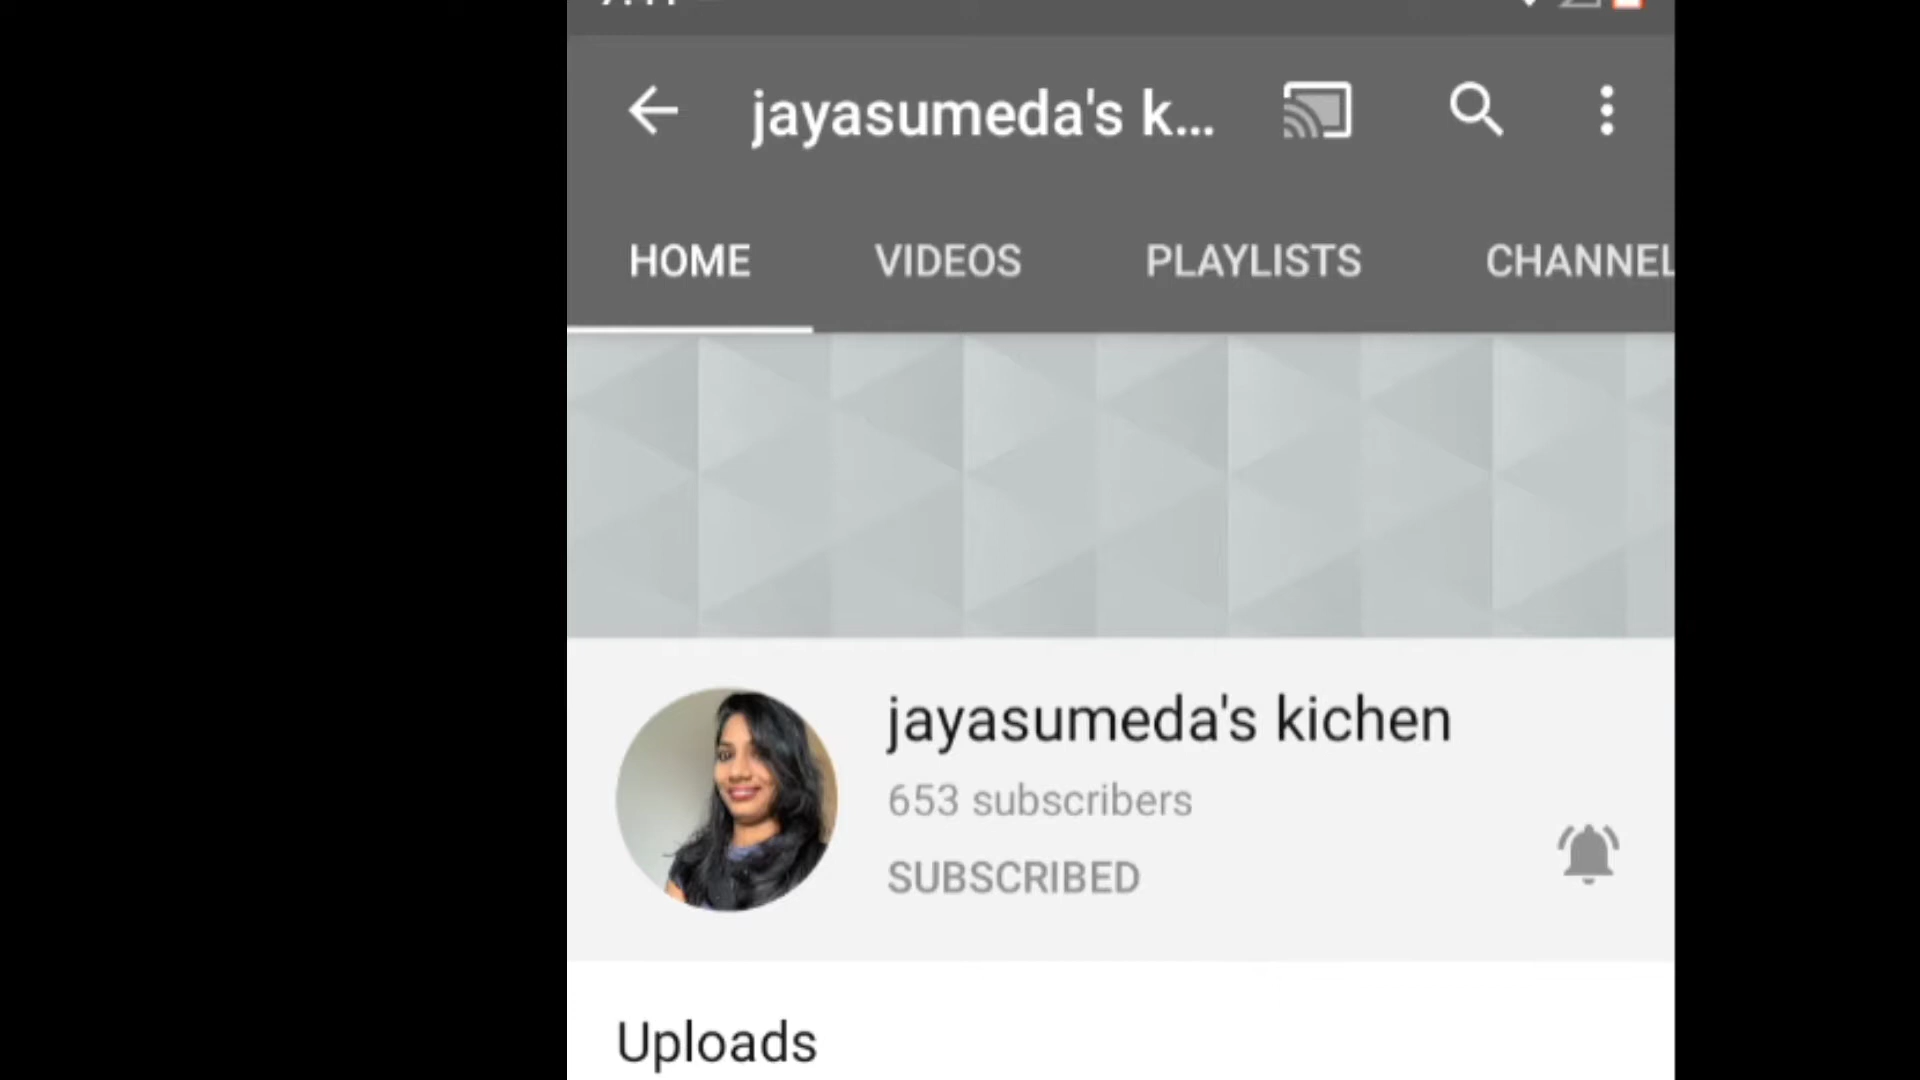 jayasumeda's k...
HOME VIDEOS PLAYLISTS CHANNEL
jayasumeda's kichen
653 subscribers
SUBSCRIBED
Uploads